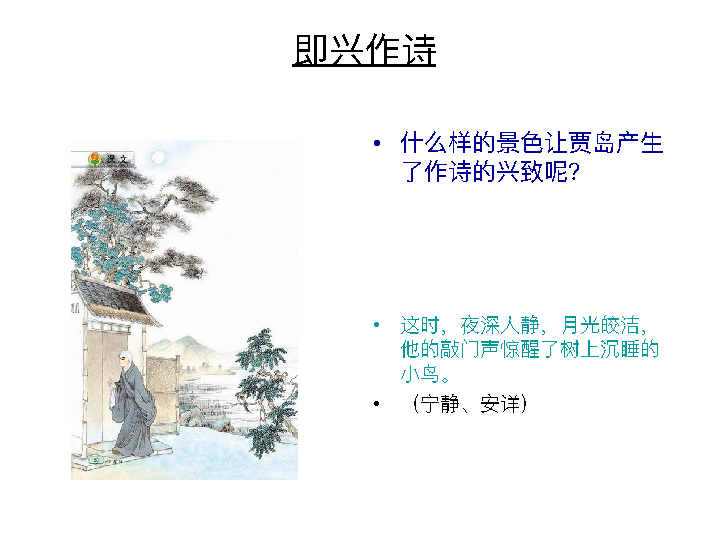 即兴作诗
• 什么样的景色让贾岛产生
了作诗的兴致呢?
课 文
• 这时，夜深人静，月光皎洁，
他的敲门声惊醒了树上沉睡的
小鸟。
• （宁静、安详）